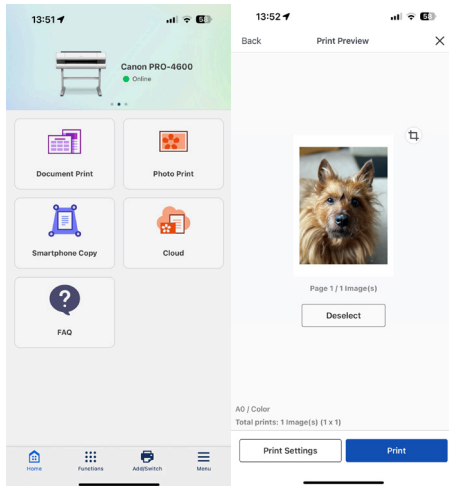 13:51
58
Canon PRO-4600
Online
Document Print
Photo Print
Smartphone Copy
Cloud
FAQ
Home
Functions
Add/Switch
Menu
13:52
58
Back
Print Preview
Page 1 / 1 Image(s)
Deselect
A0 / Color
Total prints: 1 Image(s) (1 x 1)
Print Settings
Print